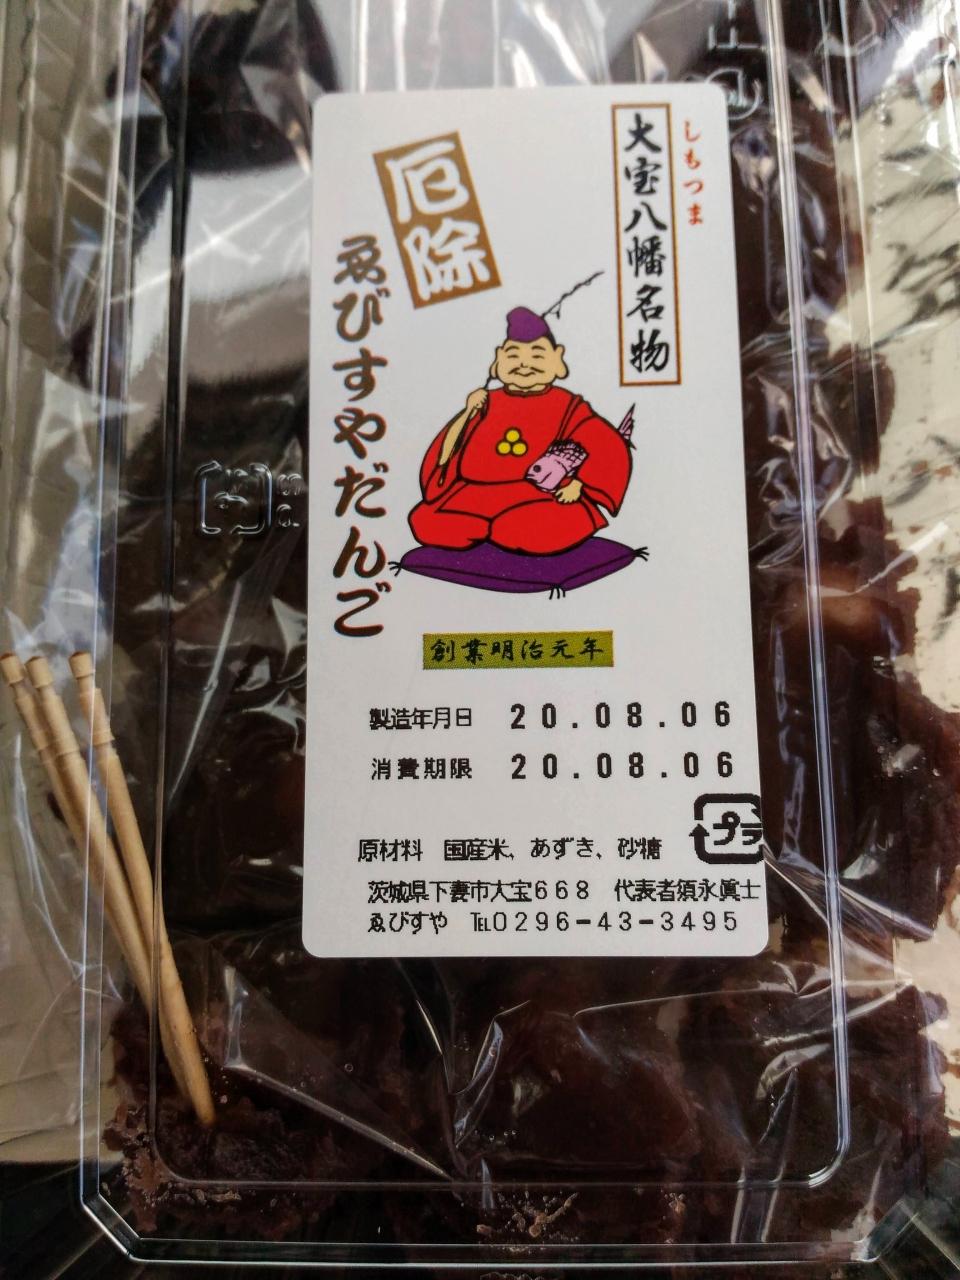 しもつま
大宝八幡名物
厄除
ゑびすやだんご
創業明治元年
製造年月日 20.08.06
消費期限 20.08.06
プラ
原材料 国産米、あずき、砂糖
茨城県下妻市大宝668 代表者須永眞士
ゑびすや ℡0296-43-3495